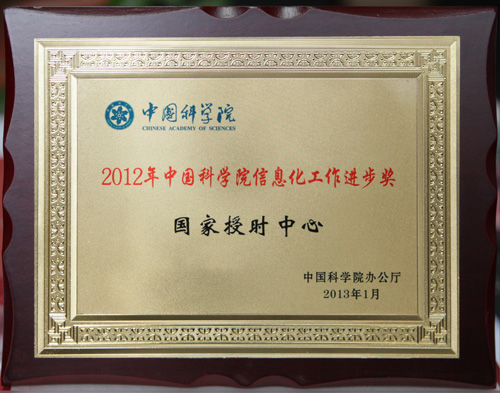 中国科学院
CHINESE ACADEMY OF SCIENCES
2012年中国科学院信息化工作进步奖
国家授时中心
中国科学院办公厅
2013年1月